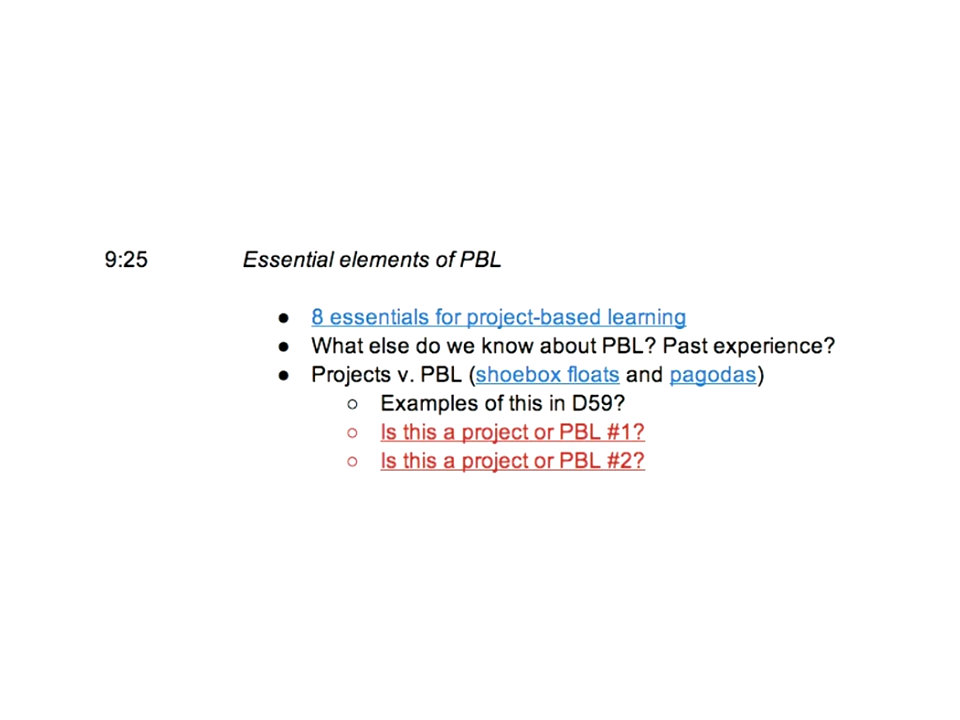 9:25 Essential elements of PBL
● 8 essentials for project-based learning
● What else do we know about PBL? Past experience?
● Projects v. PBL (shoebox floats and pagodas)
○ Examples of this in D59?
○ Is this a project or PBL #1?
○ Is this a project or PBL #2?